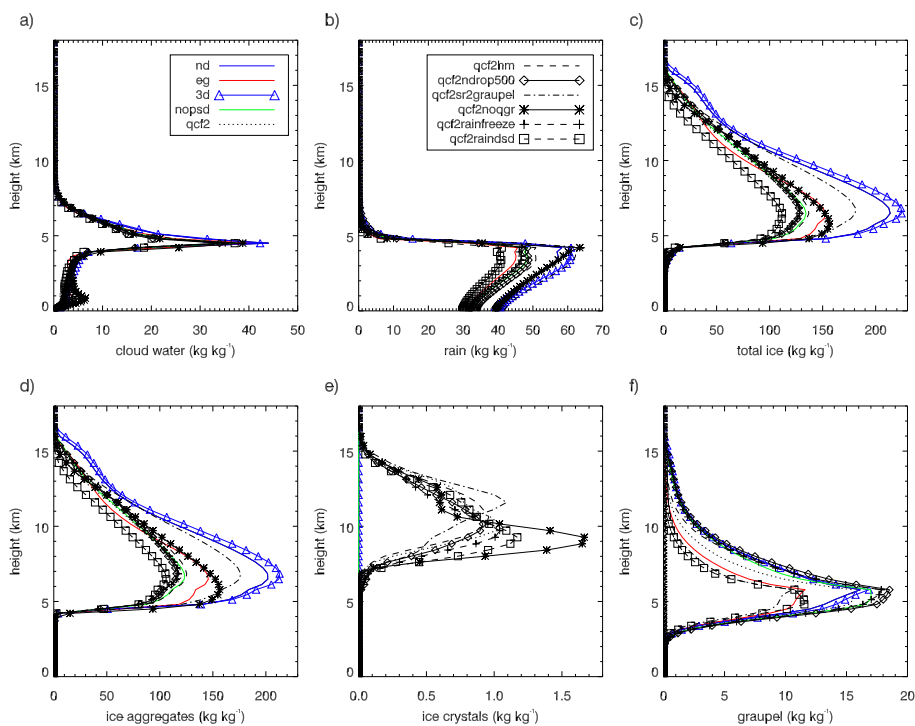 a)
b)
c)
nd
eg
3d
nopsd
qcf2
qcf2hm
qcf2ndrop500
qcf2sr2graupel
qcf2noqgr
qcf2rainfreeze
qcf2raindsd
height (km)
15
10
5
0
0 10 20 30 40 50
cloud water (kg kg⁻¹)
height (km)
15
10
5
0
0 10 20 30 40 50 60 70
rain (kg kg⁻¹)
height (km)
15
10
5
0
0 50 100 150 200
total ice (kg kg⁻¹)
d)
e)
f)
height (km)
15
10
5
0
0 50 100 150 200
ice aggregates (kg kg⁻¹)
height (km)
15
10
5
0
0.0 0.5 1.0 1.5
ice crystals (kg kg⁻¹)
height (km)
15
10
5
0
0 5 10 15 20
graupel (kg kg⁻¹)